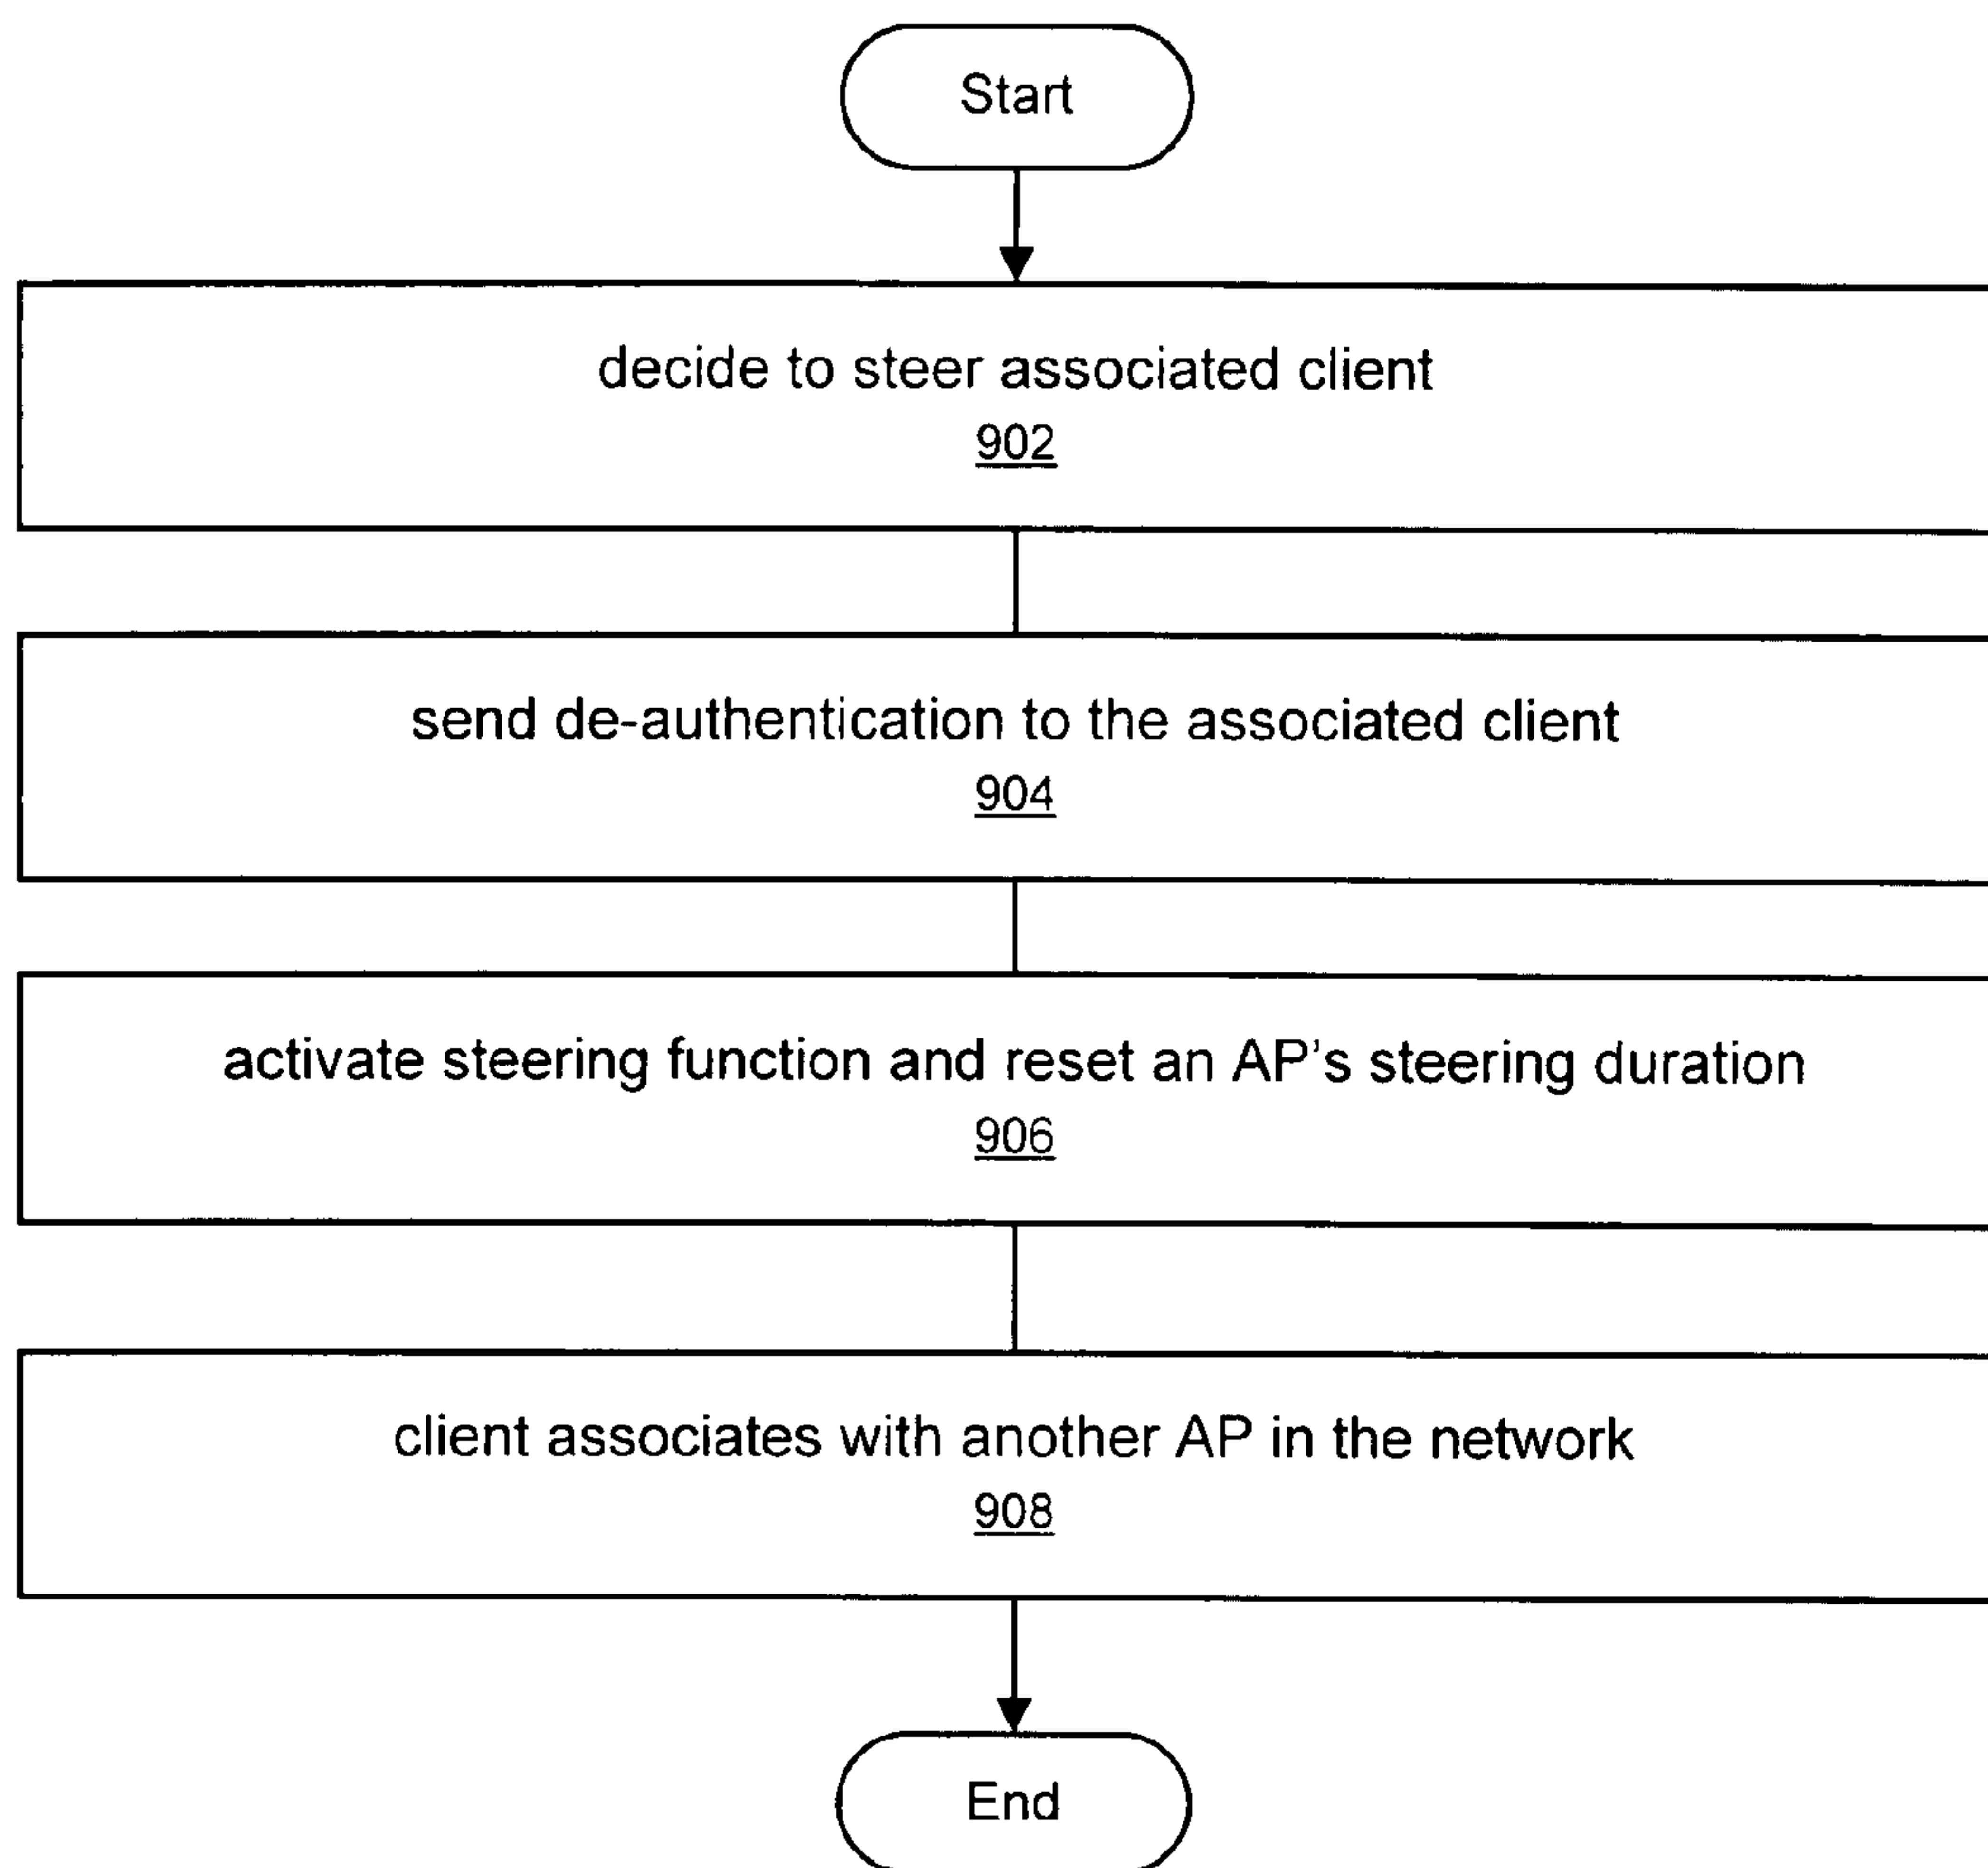 Start
decide to steer associated client
902
send de-authentication to the associated client
904
activate steering function and reset an AP's steering duration
906
client associates with another AP in the network
908
End